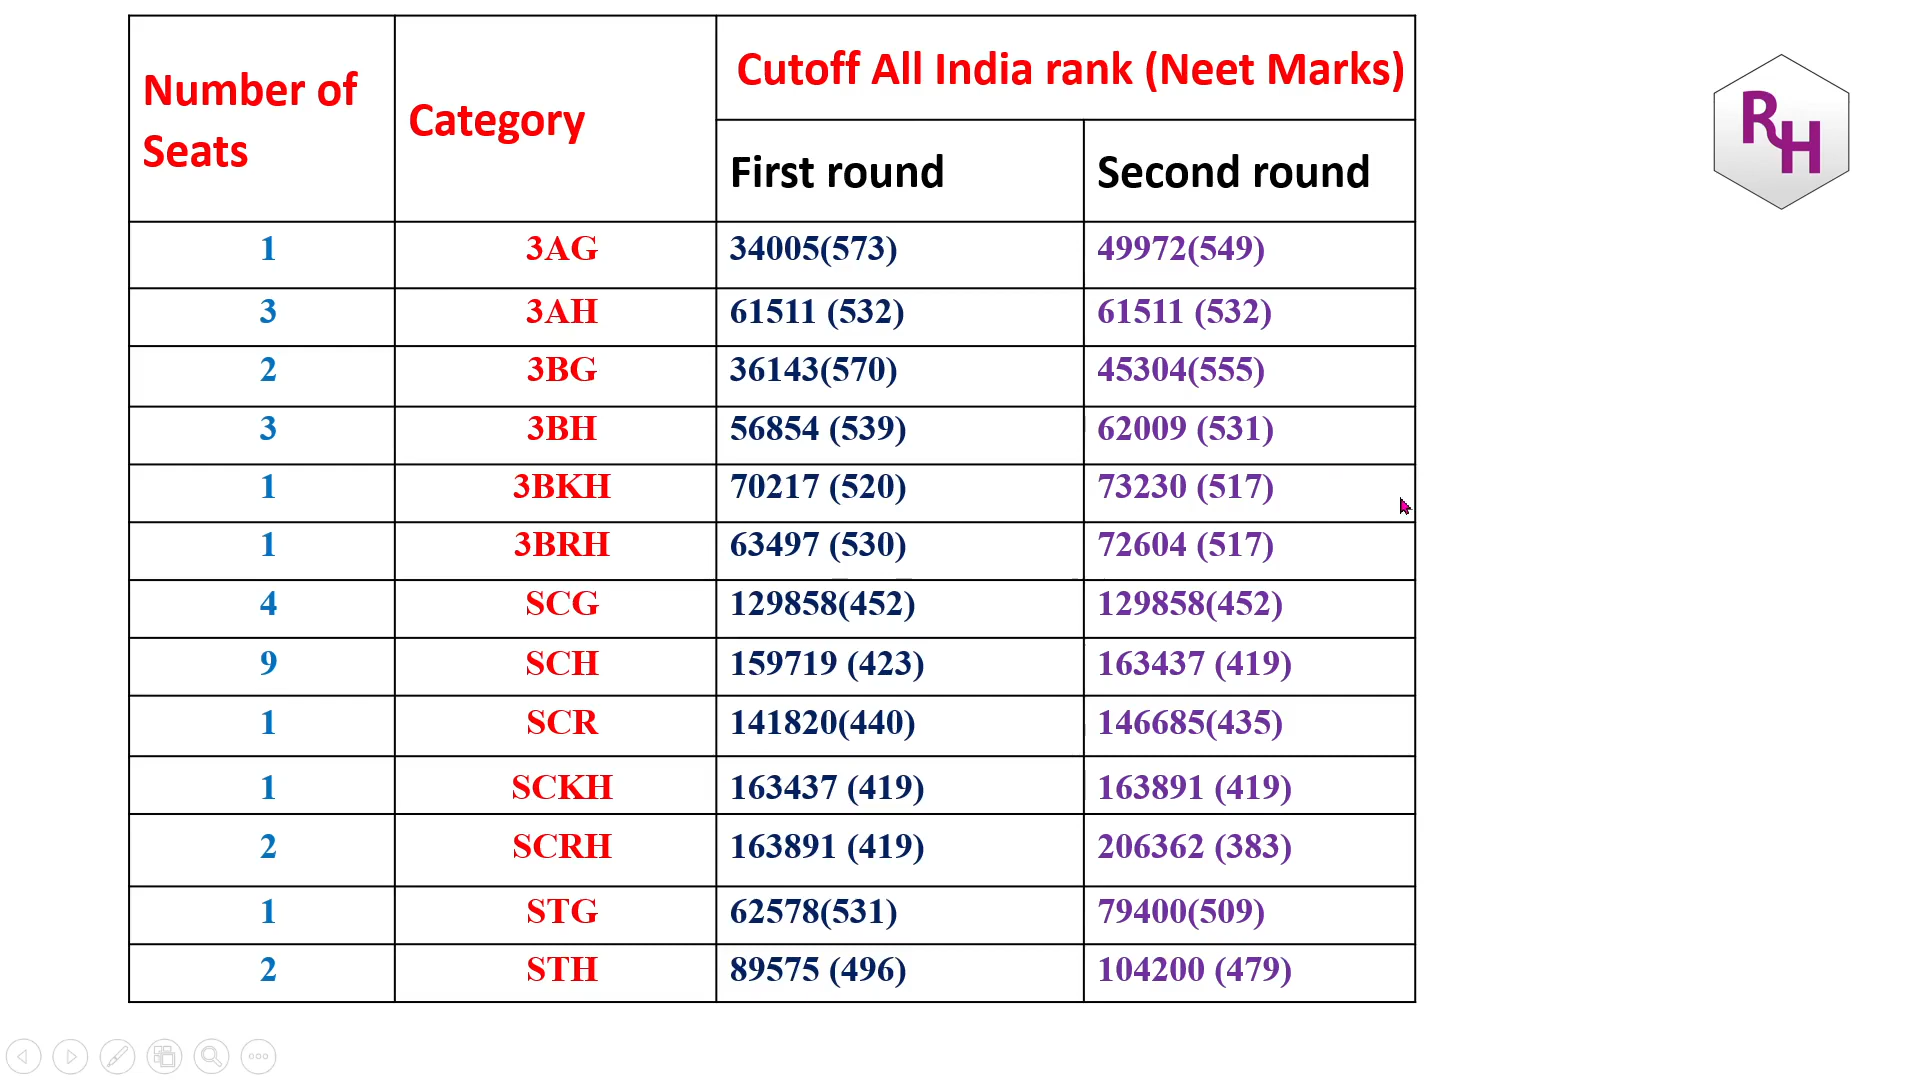 Number of
Seats
Category
Cutoff All India rank (Neet Marks)
First round
Second round
1 3AG 34005(573) 49972(549)
3 3AH 61511 (532) 61511 (532)
2 3BG 36143(570) 45304(555)
3 3BH 56854 (539) 62009 (531)
1 3BKH 70217 (520) 73230 (517)
1 3BRH 63497 (530) 72604 (517)
4 SCG 129858(452) 129858(452)
9 SCH 159719 (423) 163437 (419)
1 SCR 141820(440) 146685(435)
1 SCKH 163437 (419) 163891 (419)
2 SCRH 163891 (419) 206362 (383)
1 STG 62578(531) 79400(509)
2 STH 89575 (496) 104200 (479)
RH